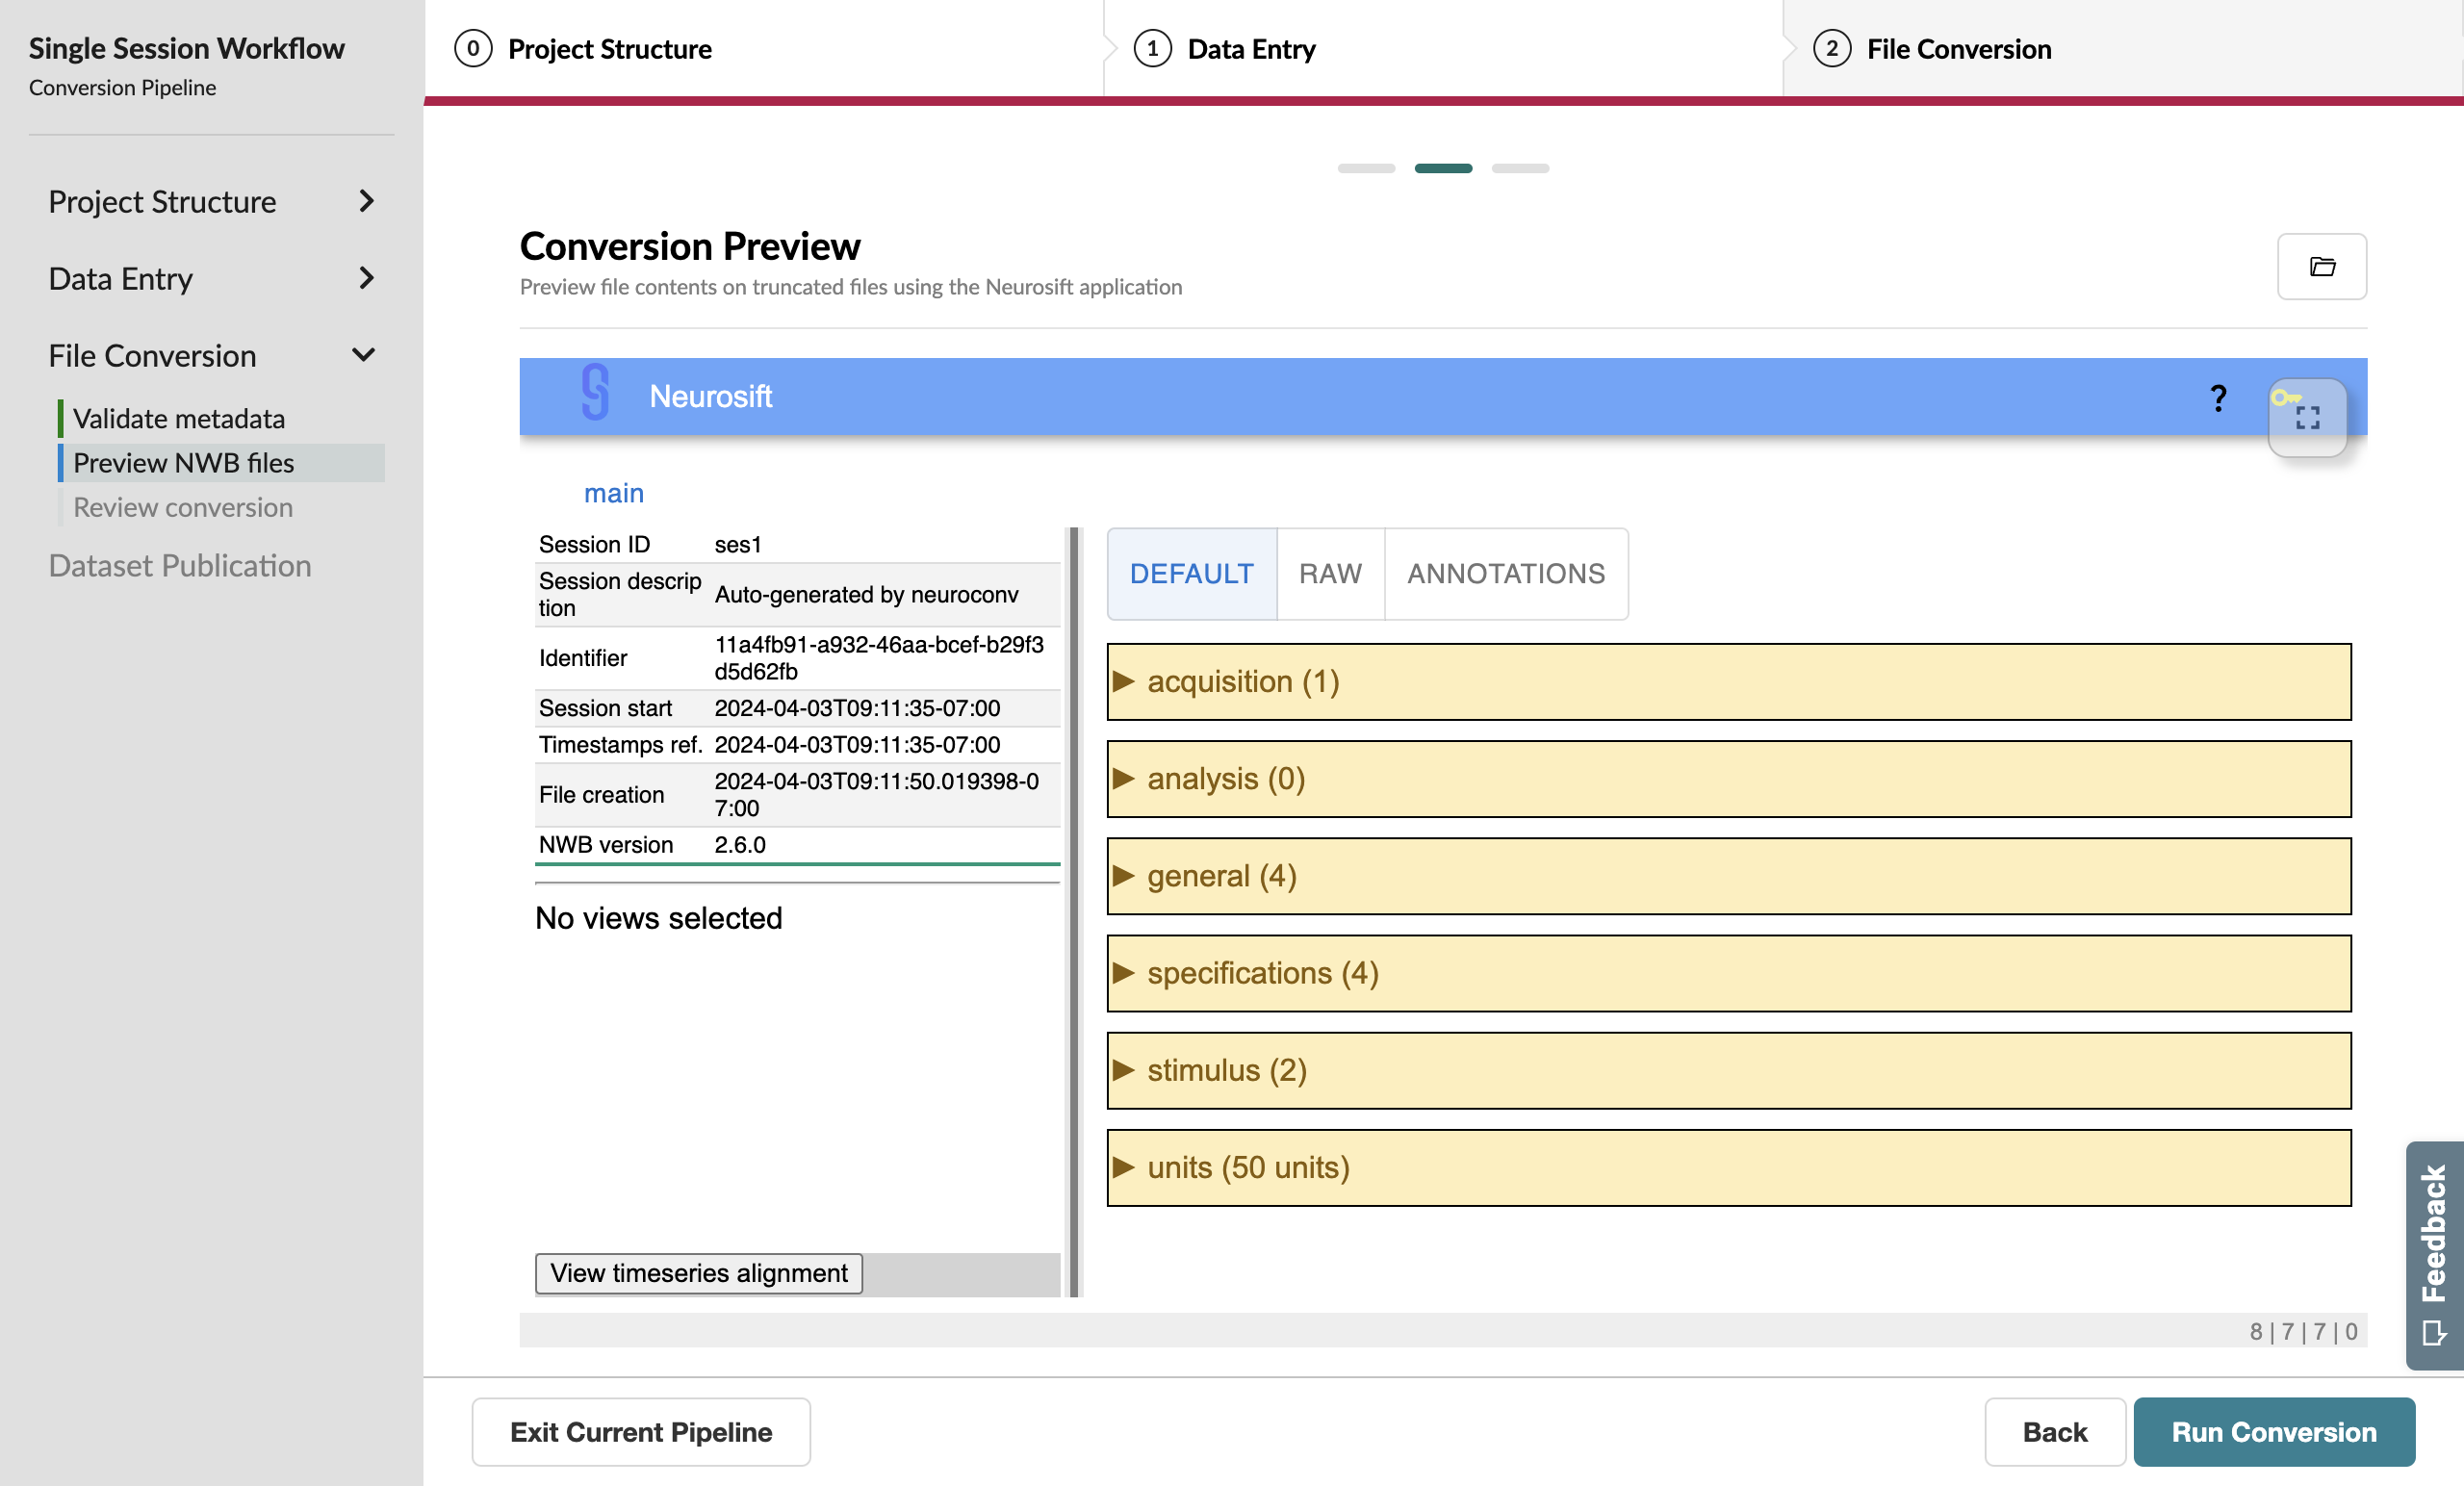 Single Session Workflow
Conversion Pipeline
Project Structure
Data Entry
File Conversion
Validate metadata
Preview NWB files
Review conversion
Dataset Publication
0 Project Structure
1 Data Entry
2 File Conversion
Conversion Preview
Preview file contents on truncated files using the Neurosift application
Neurosift
?
main
Session ID ses1
Session descrip
tion
Auto-generated by neuroconv
Identifier
11a4fb91-a932-46aa-bcef-b29f3
d5d62fb
Session start 2024-04-03T09:11:35-07:00
Timestamps ref. 2024-04-03T09:11:35-07:00
File creation
2024-04-03T09:11:50.019398-0
7:00
NWB version 2.6.0
No views selected
View timeseries alignment
DEFAULT RAW ANNOTATIONS
acquisition (1)
analysis (0)
general (4)
specifications (4)
stimulus (2)
units (50 units)
8 | 7 | 7 | 0
Feedback
Exit Current Pipeline
Back
Run Conversion